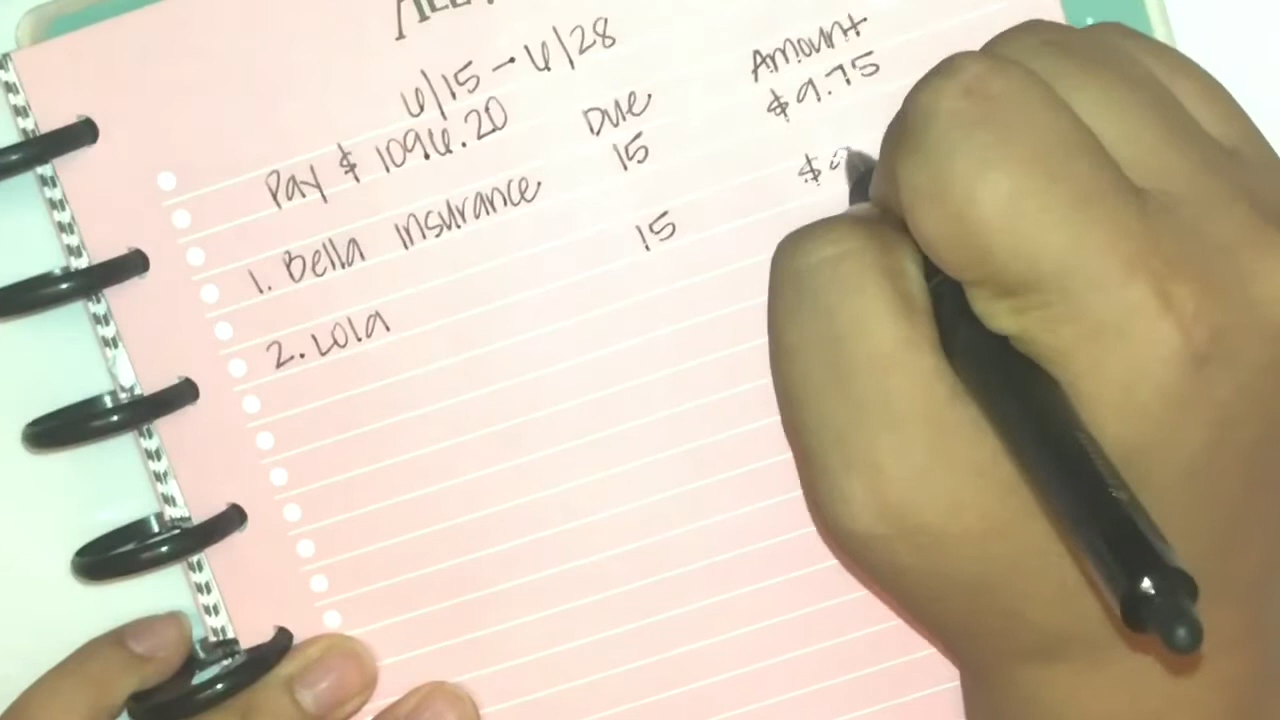 6/15 - 6/28
Pay $ 1096.20 Due Amount
1. Bella Insurance 15 $9.75
2. Lola 15 $